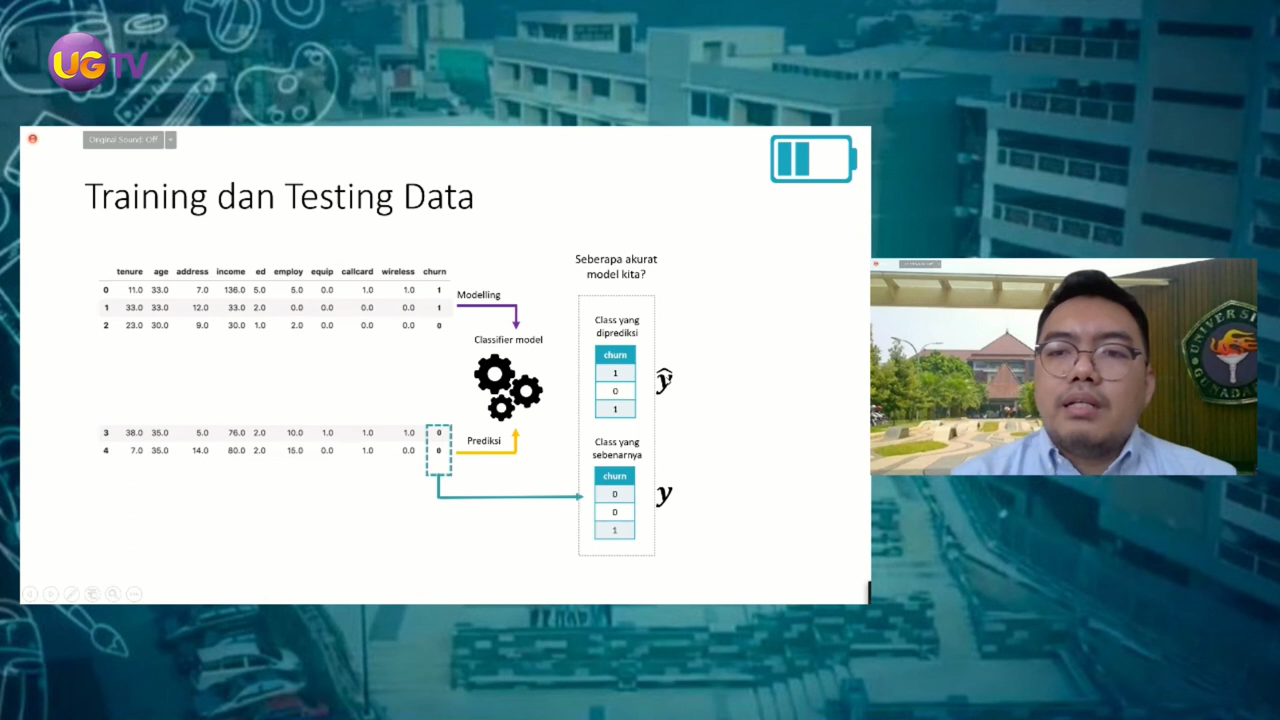 UGTV
Original Sound: Off
Training dan Testing Data
tenure age address income ed employ equip callcard wireless churn
0 11.0 33.0 7.0 136.0 5.0 5.0 0.0 1.0 1.0 1
1 33.0 33.0 12.0 33.0 2.0 0.0 0.0 0.0 0.0 1
2 23.0 30.0 9.0 30.0 1.0 2.0 0.0 0.0 0.0 0
3 38.0 35.0 5.0 76.0 2.0 10.0 1.0 1.0 1.0 0
4 7.0 35.0 14.0 80.0 2.0 15.0 0.0 1.0 0.0 0
Modelling
Classifier model
Prediksi
Seberapa akurat
model kita?
Class yang
diprediksi
churn
1
0
1
ŷ
Class yang
sebenarnya
churn
0
0
1
y